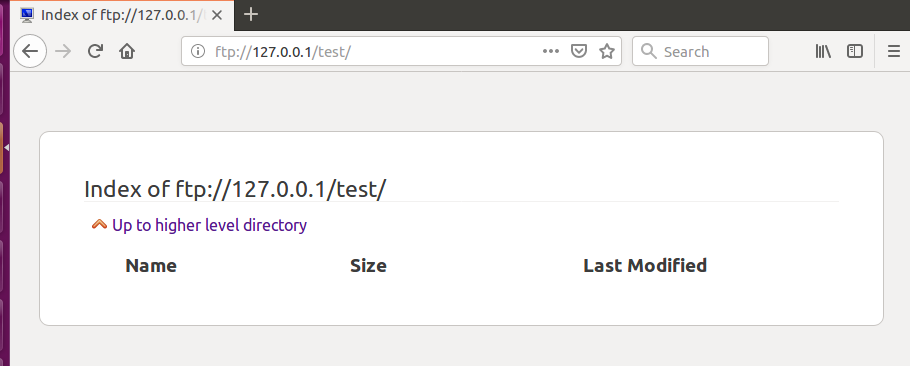 Index of ftp://127.0.0.1/
ftp://127.0.0.1/test/
Search
Index of ftp://127.0.0.1/test/
Up to higher level directory
Name Size Last Modified